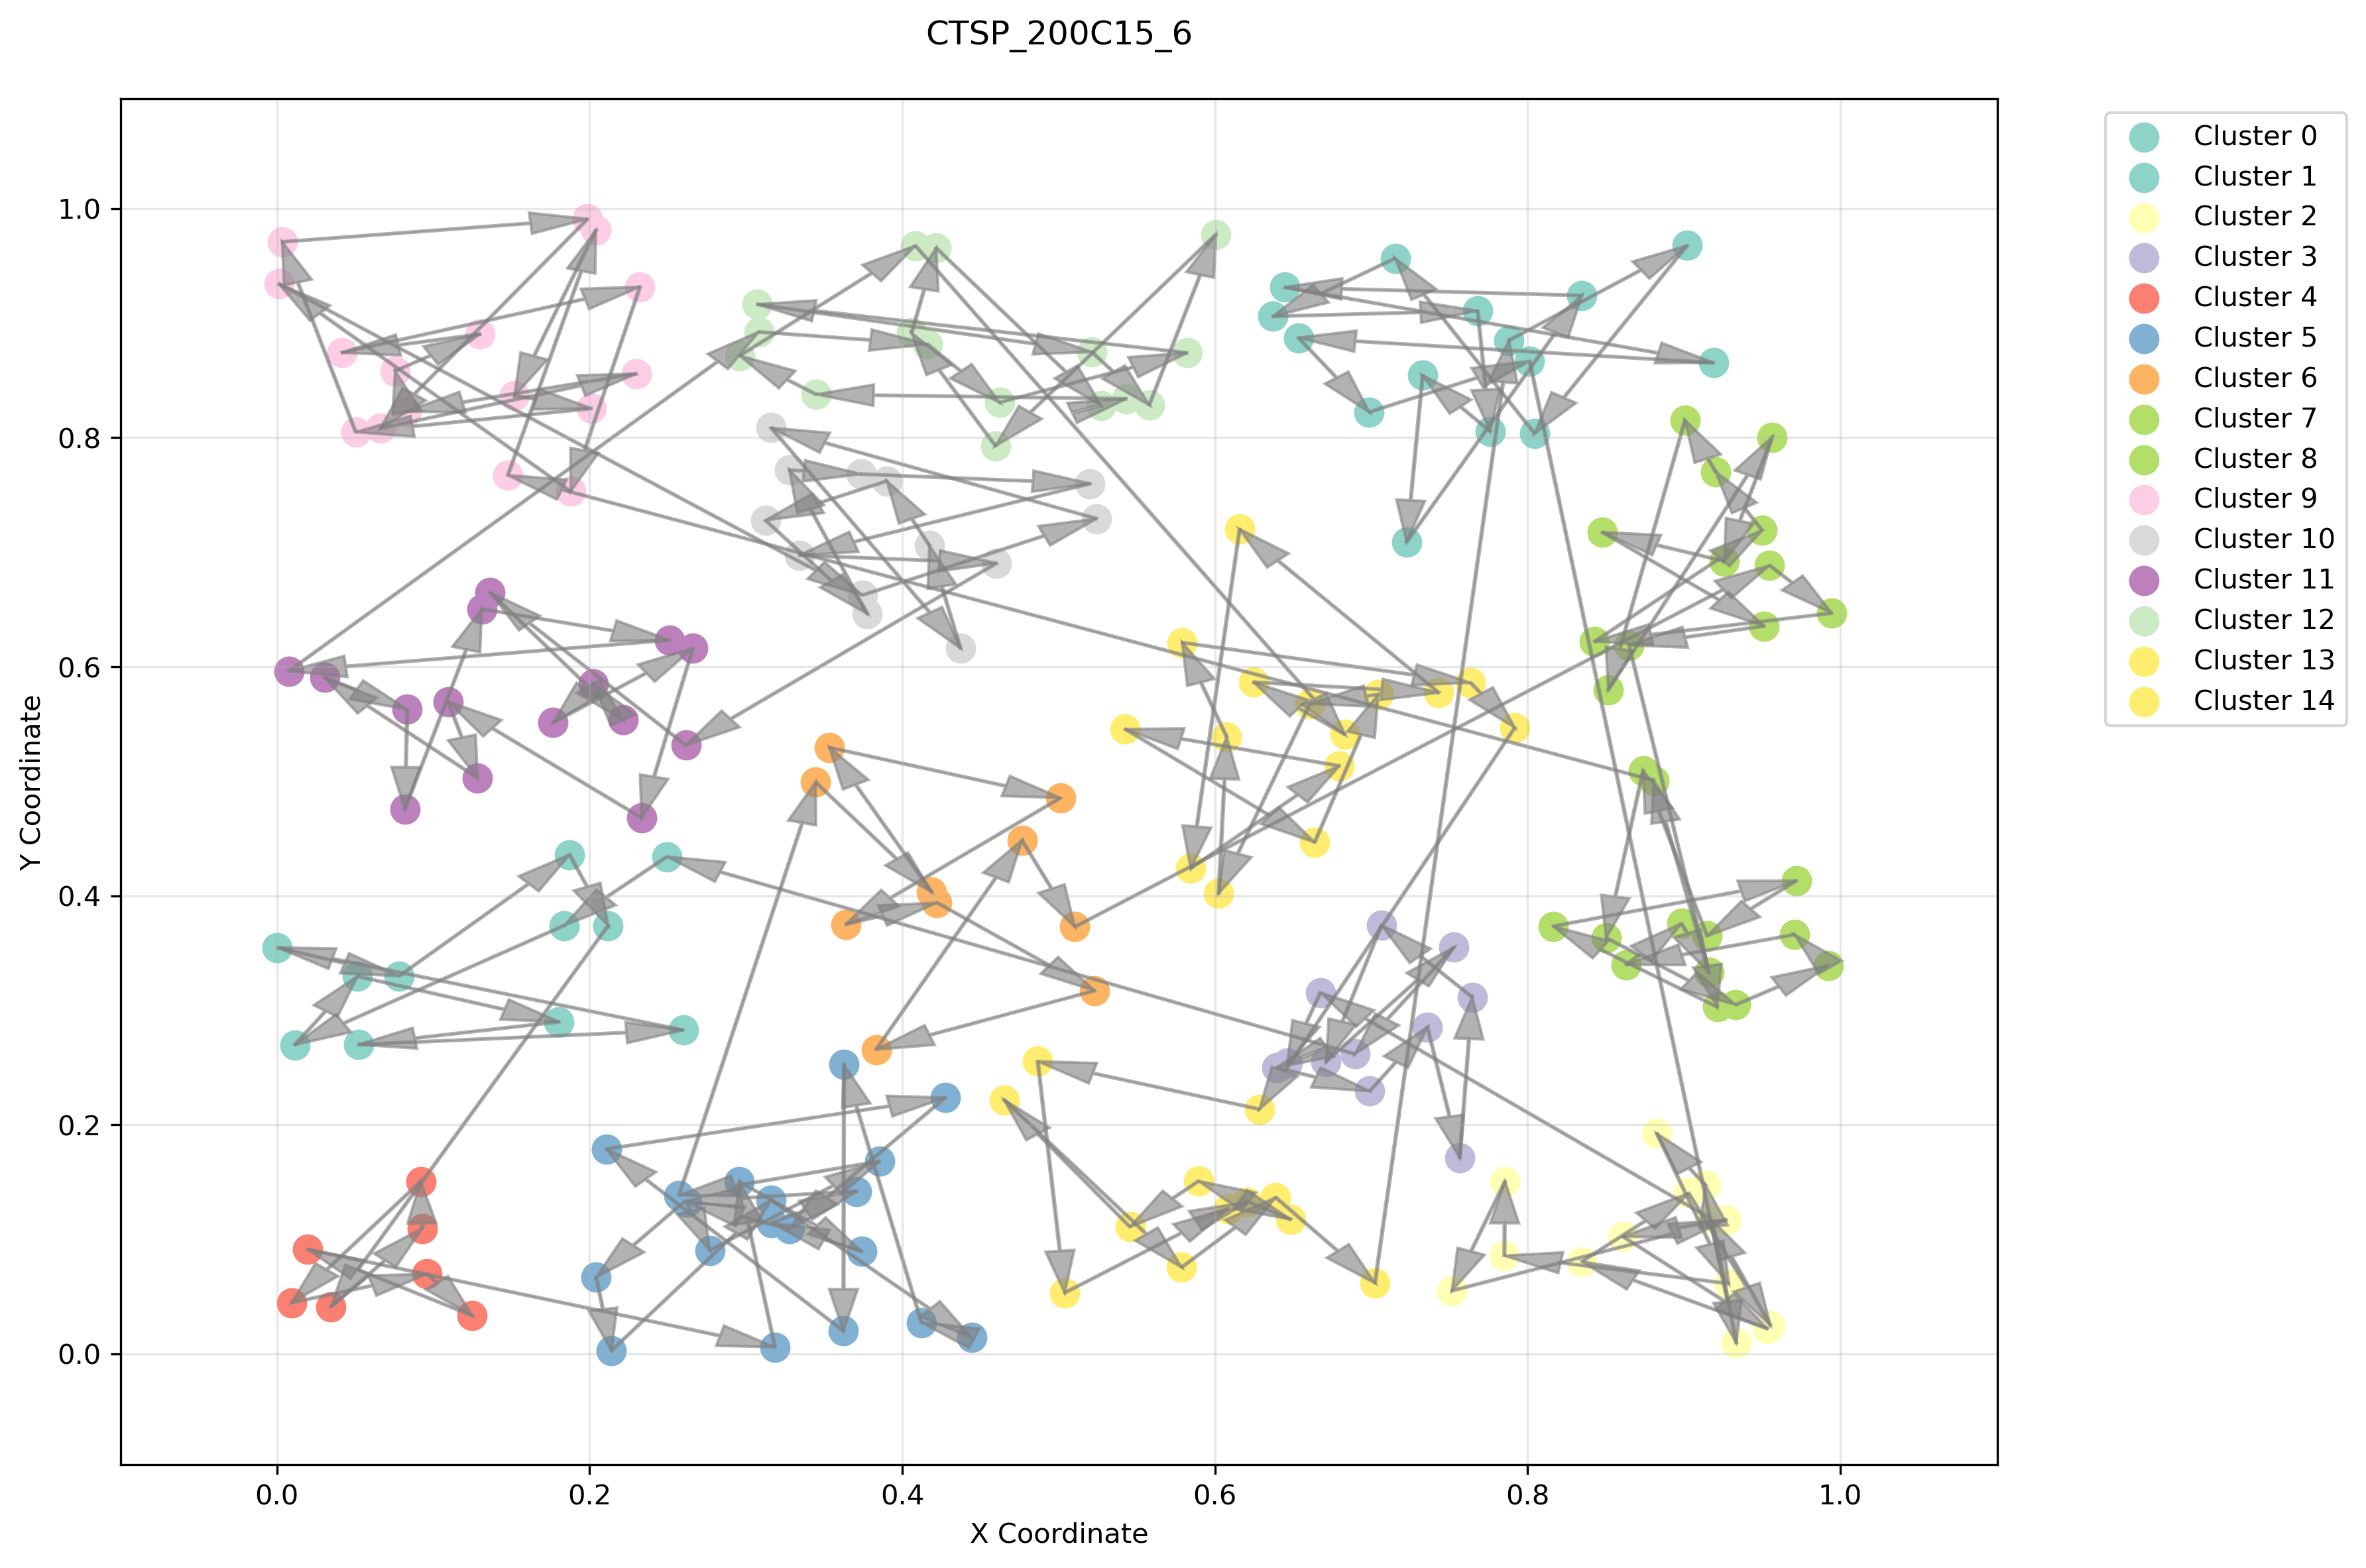 CTSP_200C15_6
Cluster 0
Cluster 1
Cluster 2
Cluster 3
Cluster 4
Cluster 5
Cluster 6
Cluster 7
Cluster 8
Cluster 9
Cluster 10
Cluster 11
Cluster 12
Cluster 13
Cluster 14
1.0
0.8
0.6
0.4
0.2
0.0
Y Coordinate
0.0 0.2 0.4 0.6 0.8 1.0
X Coordinate